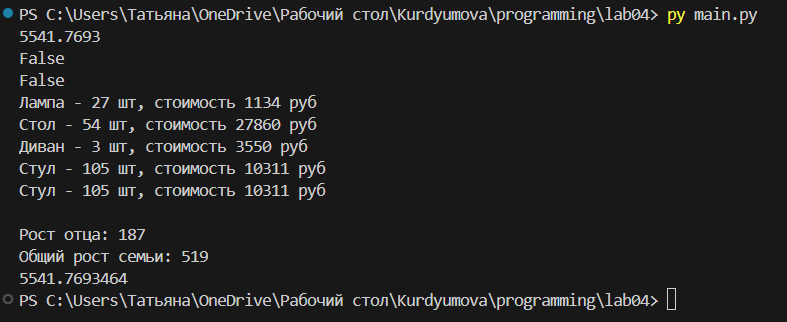 PS C:\Users\Татьяна\OneDrive\Рабочий стол\Kurdyumova\programming\lab04> py main.py
5541.7693
False
False
Лампа - 27 шт, стоимость 1134 руб
Стол - 54 шт, стоимость 27860 руб
Диван - 3 шт, стоимость 3550 руб
Стул - 105 шт, стоимость 10311 руб
Стул - 105 шт, стоимость 10311 руб
Рост отца: 187
Общий рост семьи: 519
5541.7693464
PS C:\Users\Татьяна\OneDrive\Рабочий стол\Kurdyumova\programming\lab04>